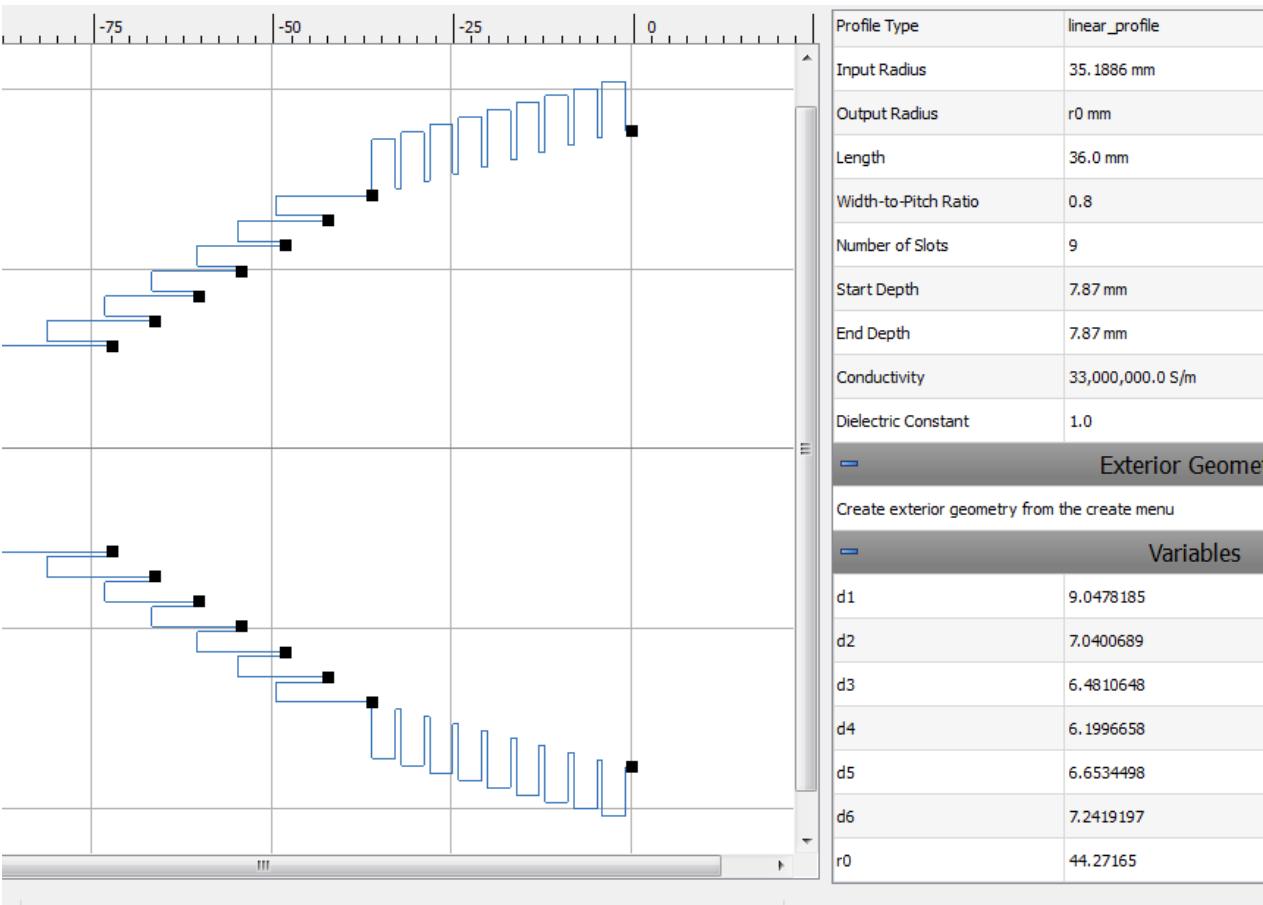 -75 -50 -25 0
Profile Type linear_profile
Input Radius 35.1886 mm
Output Radius r0 mm
Length 36.0 mm
Width-to-Pitch Ratio 0.8
Number of Slots 9
Start Depth 7.87 mm
End Depth 7.87 mm
Conductivity 33,000,000.0 S/m
Dielectric Constant 1.0
Exterior Geome
Create exterior geometry from the create menu
Variables
d1 9.0478185
d2 7.0400689
d3 6.4810648
d4 6.1996658
d5 6.6534498
d6 7.2419197
r0 44.27165